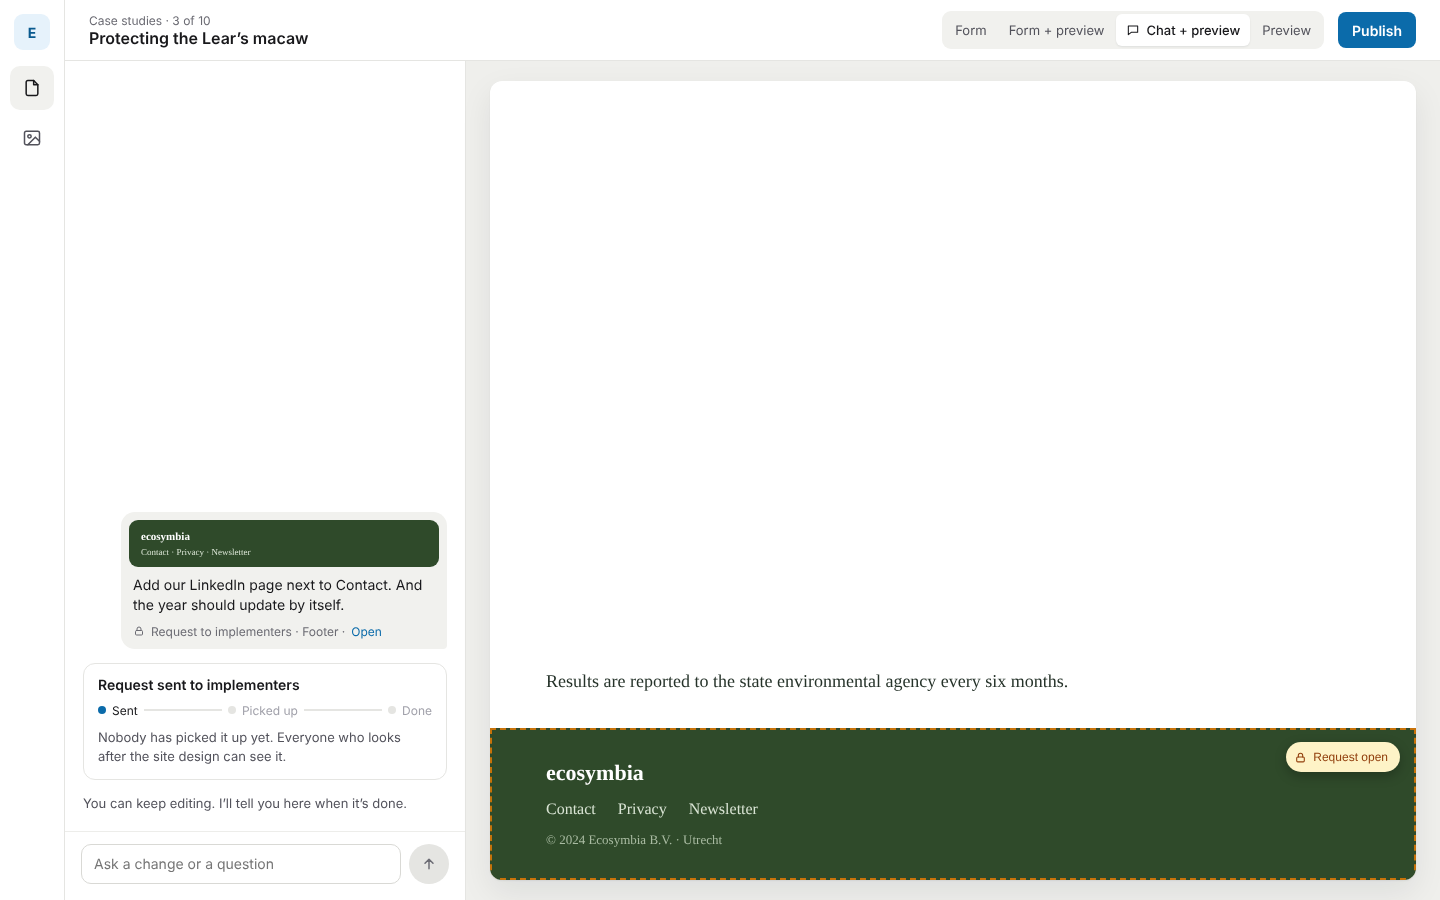 E
Case studies · 3 of 10
Protecting the Lear’s macaw
Form
Form + preview
Chat + preview
Preview
Publish
ecosymbia
Contact · Privacy · Newsletter
Add our LinkedIn page next to Contact. And
the year should update by itself.
Request to implementers · Footer · Open
Request sent to implementers
Sent
Picked up
Done
Nobody has picked it up yet. Everyone who looks
after the site design can see it.
You can keep editing. I’ll tell you here when it’s done.
Ask a change or a question
Results are reported to the state environmental agency every six months.
Request open
ecosymbia
Contact Privacy Newsletter
© 2024 Ecosymbia B.V. · Utrecht